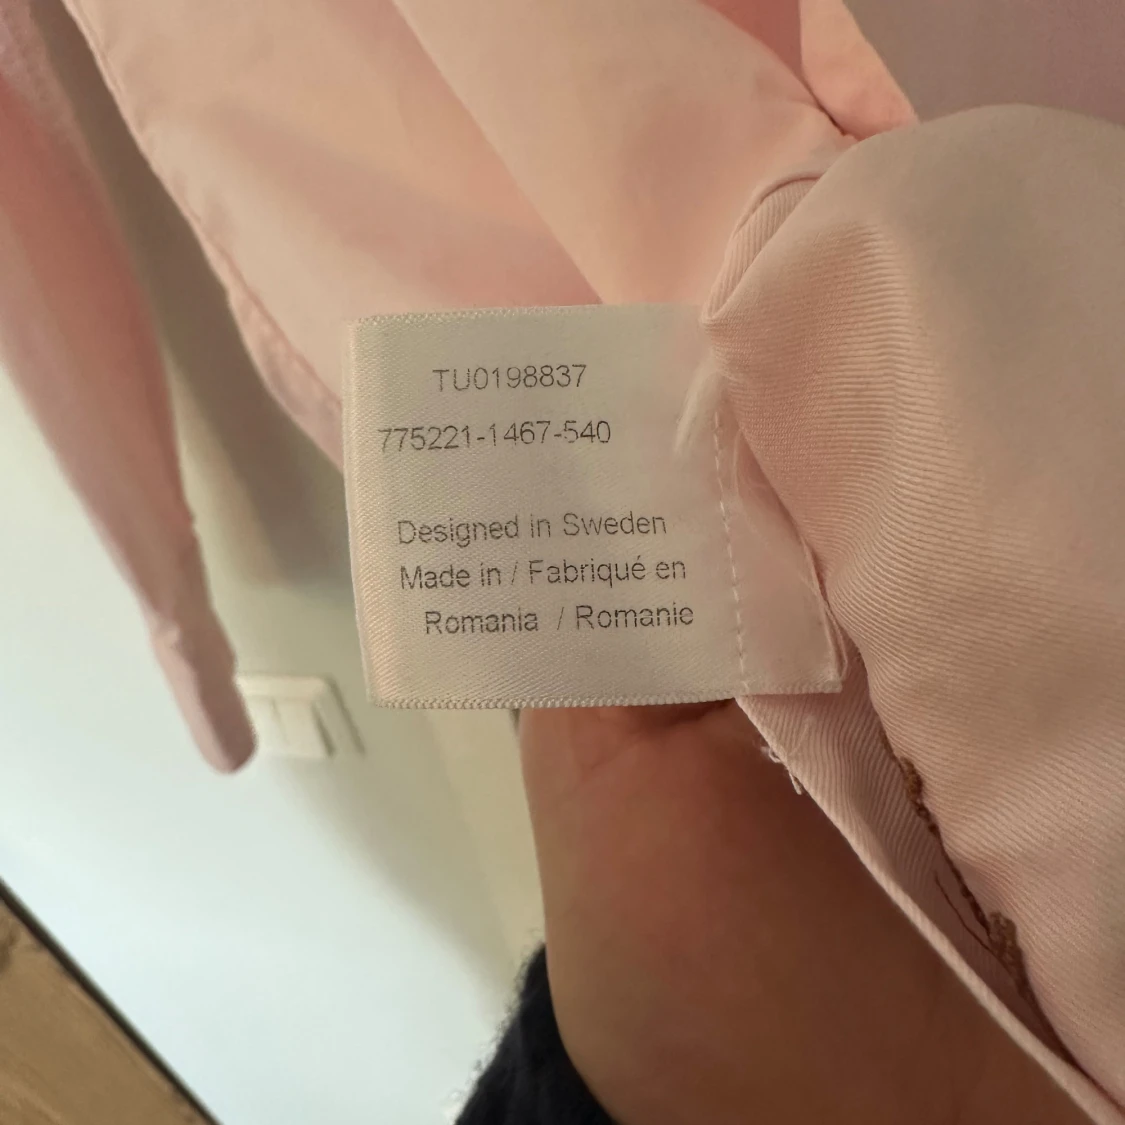 TU0198837
775221-1467-540
Designed in Sweden
Made in / Fabriqué en
Romania / Romanie